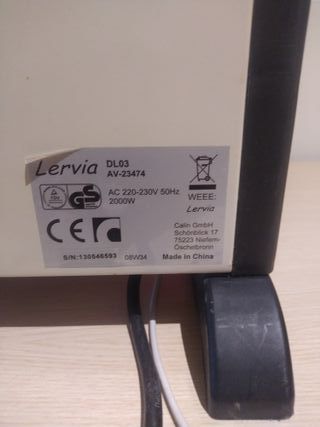 Lervia
DL03
AV-23474
AC 220-230V 50Hz
2000W
GS
WEEE:
Lervia
CE
Calin GmbH
Schönblick 17
75223 Niefern-
Öschelbronn
S/N:130546593
08W34
Made in China